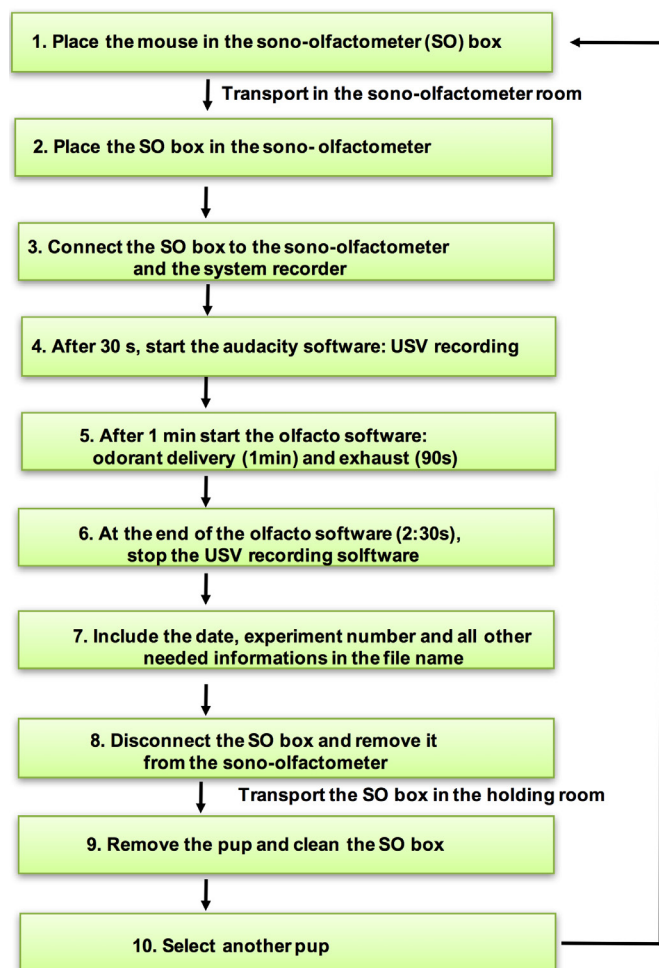 1. Place the mouse in the sono-olfactometer (SO) box
Transport in the sono-olfactometer room
2. Place the SO box in the sono- olfactometer
3. Connect the SO box to the sono-olfactometer
and the system recorder
4. After 30 s, start the audacity software: USV recording
5. After 1 min start the olfacto software:
odorant delivery (1min) and exhaust (90s)
6. At the end of the olfacto software (2:30s),
stop the USV recording solftware
7. Include the date, experiment number and all other
needed informations in the file name
8. Disconnect the SO box and remove it
from the sono-olfactometer
Transport the SO box in the holding room
9. Remove the pup and clean the SO box
10. Select another pup